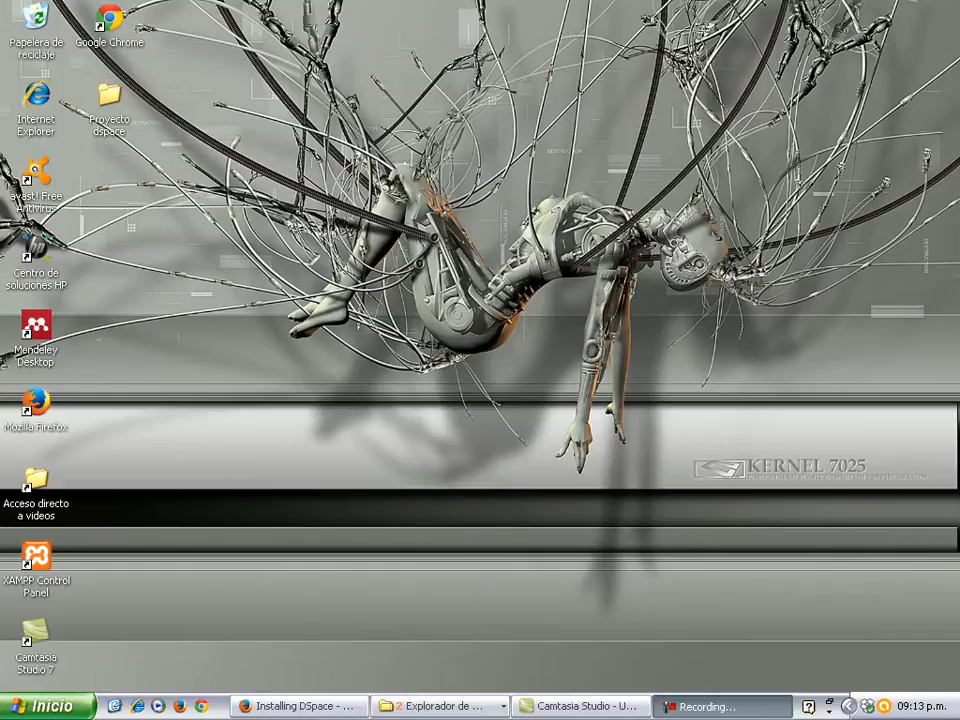 Papelera de
reciclaje
Google Chrome
Internet
Explorer
Proyecto
dspace
avast! Free
Antivirus
Centro de
soluciones HP
Mendeley
Desktop
Mozilla Firefox
Acceso directo
a videos
XAMPP Control
Panel
Camtasia
Studio 7
DESTRUCTION
KERNEL 7025
Inicio
Installing DSpace - ...
2 Explorador de ...
Camtasia Studio - U...
Recording...
09:13 p.m.